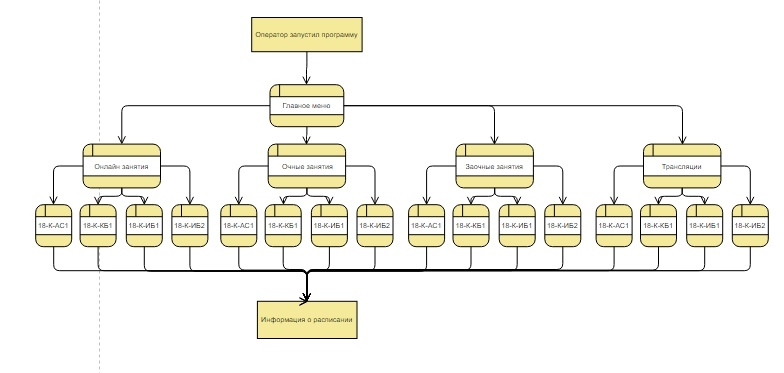 Оператор запустил программу
Главное меню
Онлайн занятия
Очные занятия
Заочные занятия
Трансляции
18-К-АС1
18-К-КБ1
18-К-ИБ1
18-К-ИБ2
18-К-АС1
18-К-КБ1
18-К-ИБ1
18-К-ИБ2
18-К-АС1
18-К-КБ1
18-К-ИБ1
18-К-ИБ2
18-К-АС1
18-К-КБ1
18-К-ИБ1
18-К-ИБ2
Информация о расписании